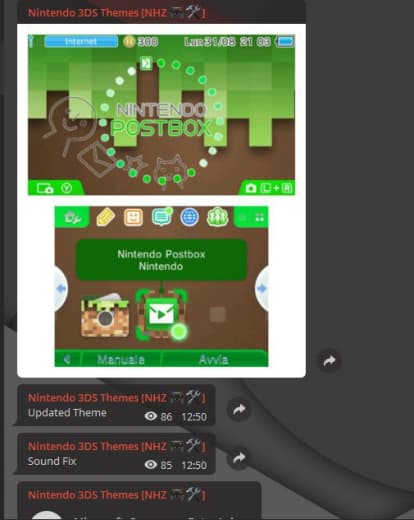 Nintendo 3DS Themes [NHZ 🔫🛠]
Internet 300 Lun 31/08 21 03
NINTENDO
POSTBOX
Y L+R
Nintendo Postbox
Nintendo
Manuale Avvia
Nintendo 3DS Themes [NHZ 🔫🛠]
Updated Theme 86 12:50
Nintendo 3DS Themes [NHZ 🔫🛠]
Sound Fix 85 12:50
Nintendo 3DS Themes [NHZ 🔫🛠]